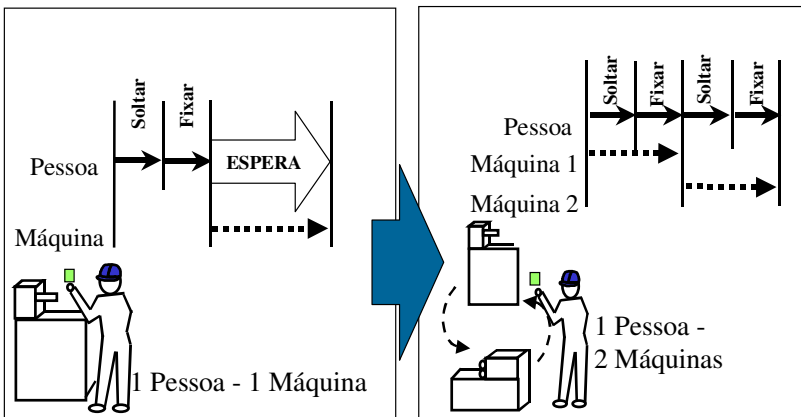 Soltar
Fixar
Pessoa
ESPERA
Máquina
1 Pessoa - 1 Máquina
Soltar
Fixar
Soltar
Fixar
Pessoa
Máquina 1
Máquina 2
1 Pessoa -
2 Máquinas